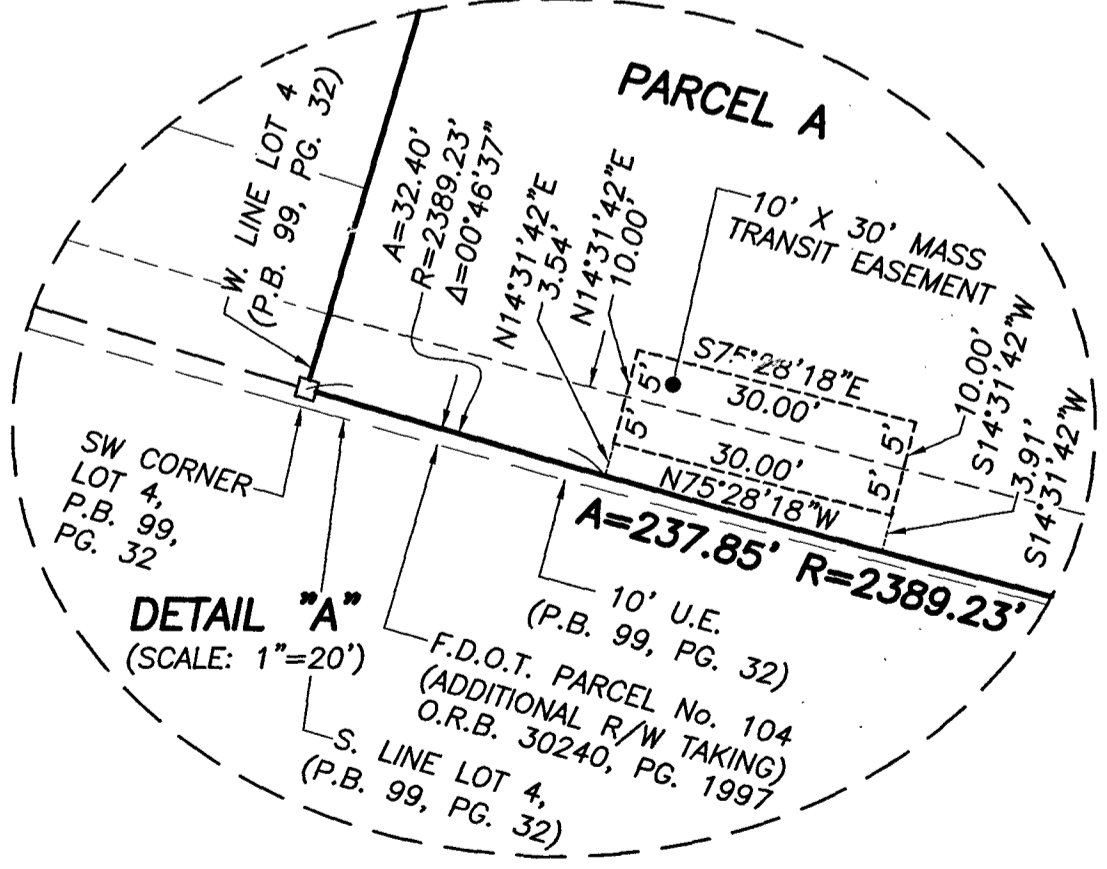 PARCEL A
W. LINE LOT 4
(P.B. 99, PG. 32)
A=32.40'
R=2389.23'
Δ=00°46'37"
N14°31'42"E
3.54'
N14°31'42"E
10.00'
10' X 30' MASS
TRANSIT EASEMENT
S75°28'18"E
30.00'
5'
5'
5'
5'
30.00'
N75°28'18"W
10.00'
S14°31'42"W
3.91'
S14°31'42"W
A=237.85' R=2389.23'
SW CORNER
LOT 4,
P.B. 99,
PG. 32
DETAIL "A"
(SCALE: 1"=20')
10' U.E.
(P.B. 99, PG. 32)
F.D.O.T. PARCEL No. 104
(ADDITIONAL R/W TAKING)
O.R.B. 30240, PG. 1997
S. LINE LOT 4,
(P.B. 99, PG. 32)